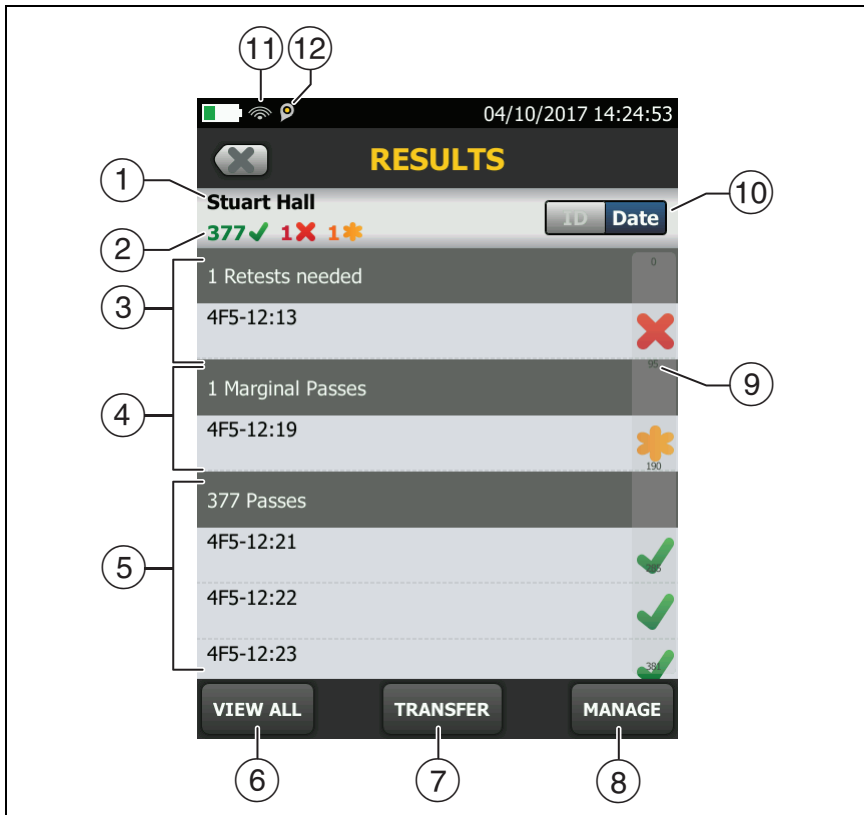 11 12
04/10/2017 14:24:53
RESULTS
1
Stuart Hall
ID Date
10
2
377 1 1
3
1 Retests needed
0
4F5-12:13
95
9
4
1 Marginal Passes
4F5-12:19
190
5
377 Passes
4F5-12:21
285
4F5-12:22
4F5-12:23
381
VIEW ALL TRANSFER MANAGE
6 7 8